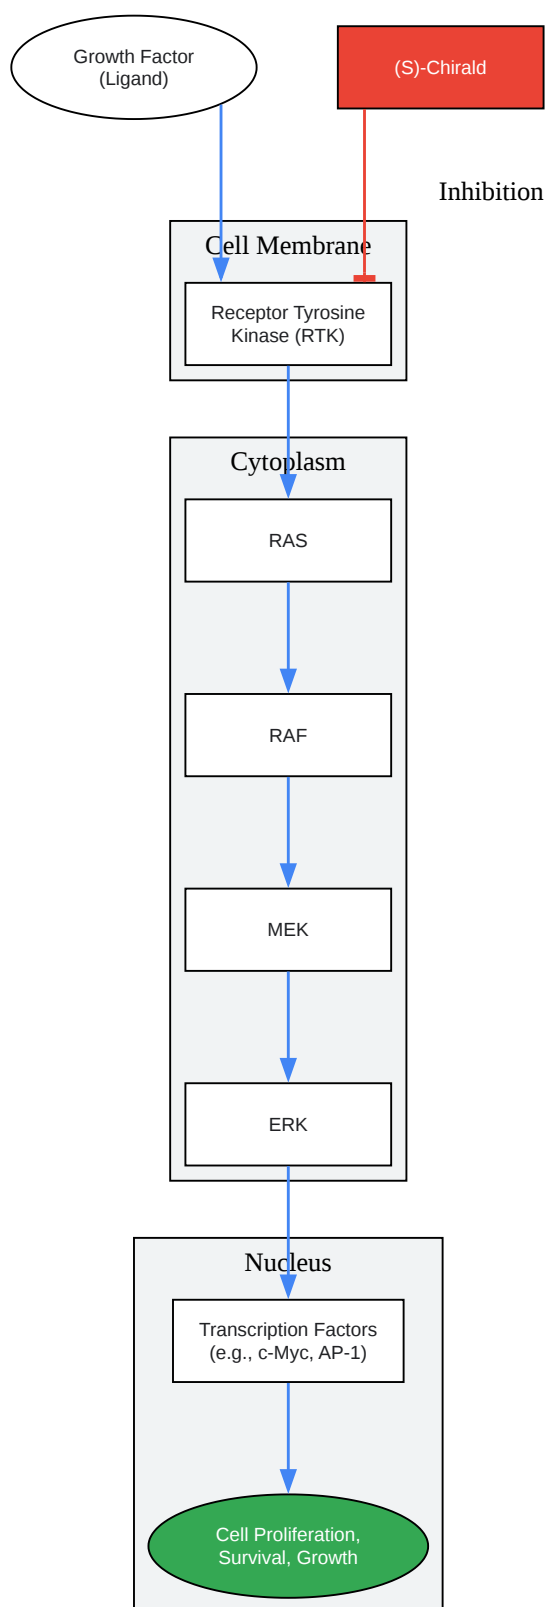 Growth Factor
(Ligand)
(S)-Chirald
Inhibition
Cell Membrane
Receptor Tyrosine
Kinase (RTK)
Cytoplasm
RAS
RAF
MEK
ERK
Nucleus
Transcription Factors
(e.g., c-Myc, AP-1)
Cell Proliferation,
Survival, Growth